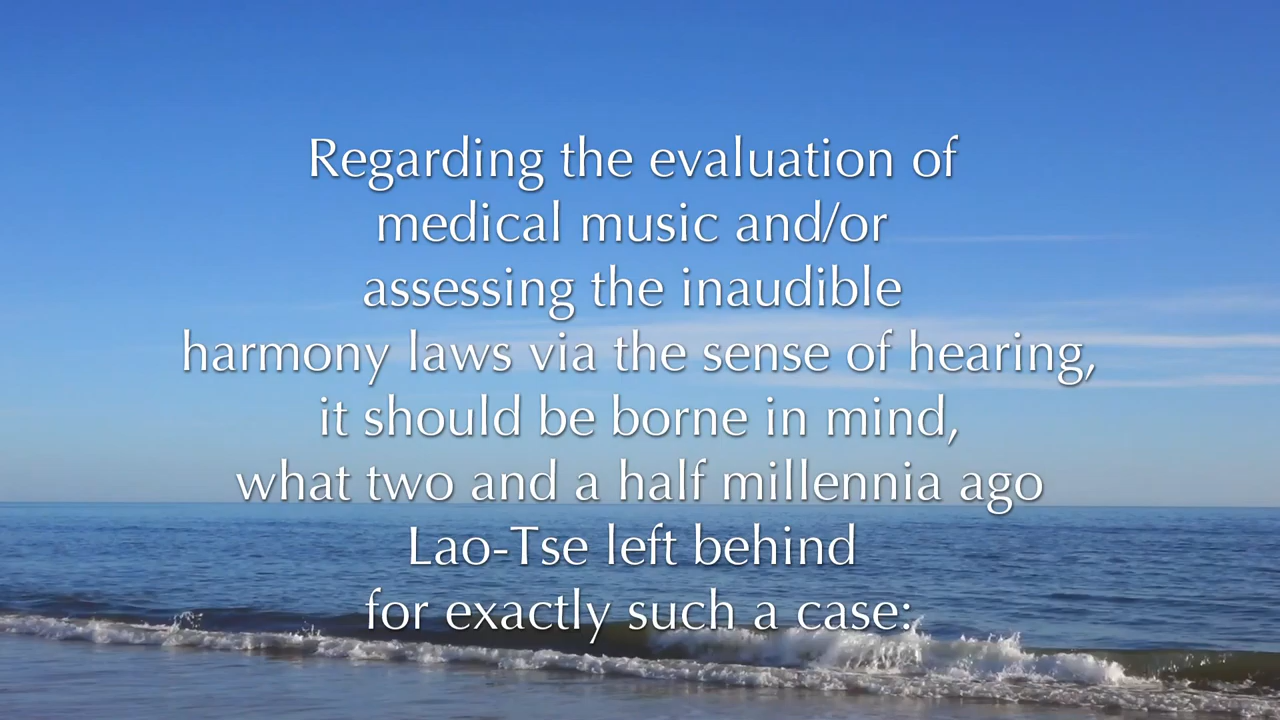 Regarding the evaluation of
medical music and/or
assessing the inaudible
harmony laws via the sense of hearing,
it should be borne in mind,
what two and a half millennia ago
Lao-Tse left behind
for exactly such a case: